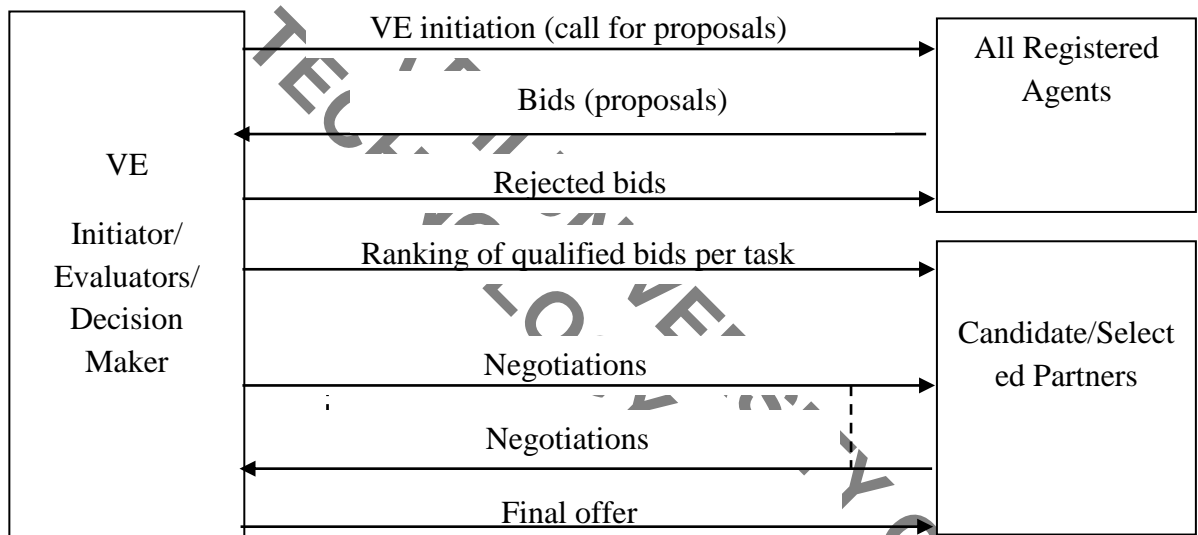 VE initiation (call for proposals)
All Registered
Agents
Bids (proposals)
VE
Initiator/
Evaluators/
Decision
Maker
Rejected bids
Ranking of qualified bids per task
Candidate/Select
ed Partners
Negotiations
Negotiations
Final offer